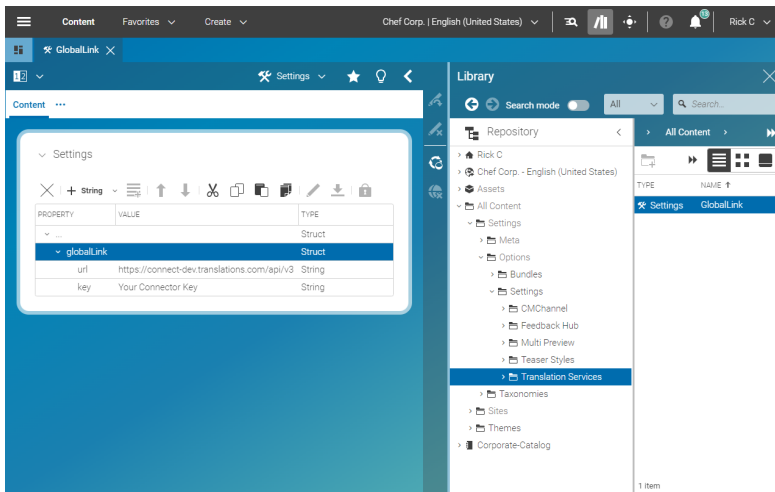 Content Favorites Create Chef Corp. | English (United States) 13 Rick C
GlobalLink
1 2 Settings
Content ...
Settings
+ String
PROPERTY VALUE TYPE
... Struct
globalLink Struct
url https://connect-dev.translations.com/api/v3 String
key Your Connector Key String
Library
Search mode All Search...
Repository
Rick C
Chef Corp. - English (United States)
Assets
All Content
Settings
Meta
Options
Bundles
Settings
CMChannel
Feedback Hub
Multi Preview
Teaser Styles
Translation Services
Taxonomies
Sites
Themes
Corporate-Catalog
All Content
TYPE NAME
Settings GlobalLink
1 item